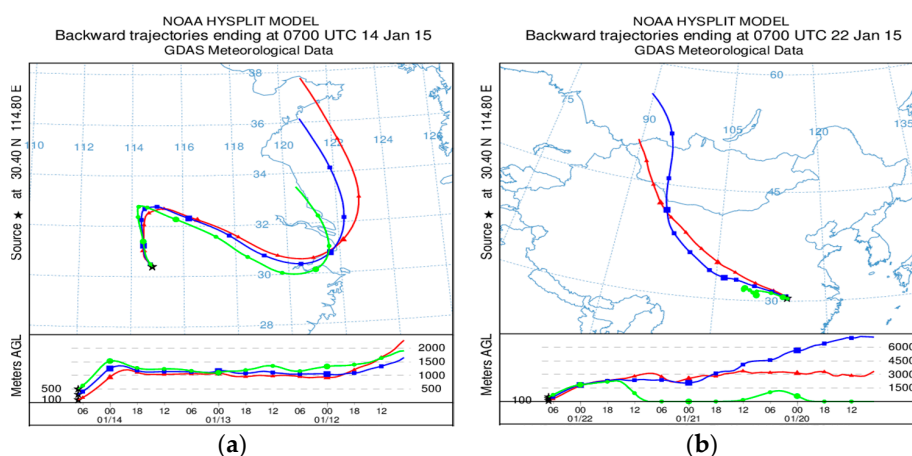 NOAA HYSPLIT MODEL
Backward trajectories ending at 0700 UTC 14 Jan 15
GDAS Meteorological Data
Source ★ at 30.40 N 114.80 E
110 112 114 116 118 120 122 124 126 128
38
36
34
32
30
28
Meters AGL
2000
1500
1000
500
500
100
06 00 18 12 06 00 18 12 06 00 18 12
01/14 01/13 01/12
(a)
NOAA HYSPLIT MODEL
Backward trajectories ending at 0700 UTC 22 Jan 15
GDAS Meteorological Data
Source ★ at 30.40 N 114.80 E
75 90 105 120 135
60
45
30
Meters AGL
6000
4500
3000
1500
100
06 00 18 12 06 00 18 12 06 00 18 12
01/22 01/21 01/20
(b)